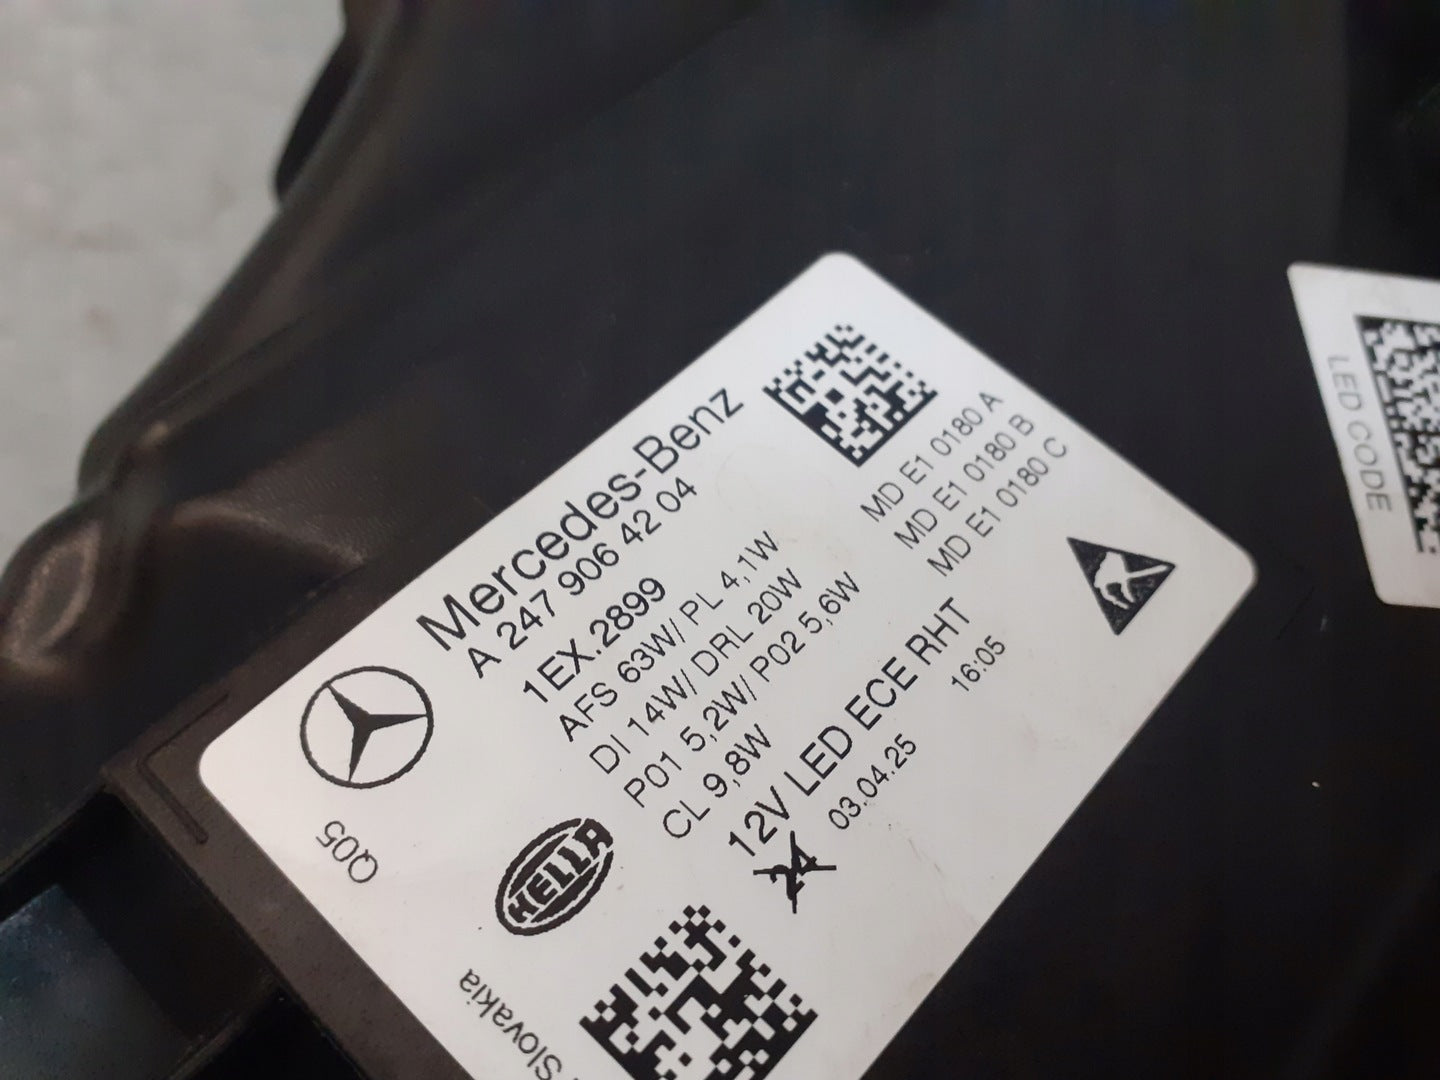 Mercedes-Benz
A 247 906 42 04
1EX.2899
AFS 63W/ PL 4,1W
DI 14W/ DRL 20W
P01 5,2W/ P02 5,6W
CL 9,8W
12V LED ECE RHT
24
03.04.25
16:05
MD E1 0180 A
MD E1 0180 B
MD E1 0180 C
Q05
HELLA
Slovakia
LED CODE